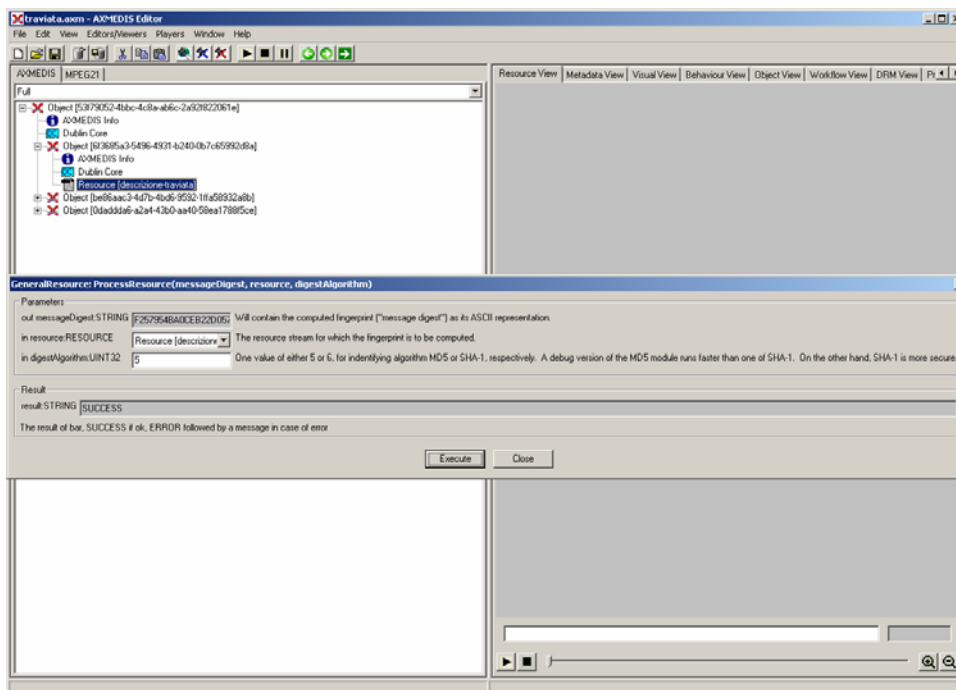 traviata.axm - AXMEDIS Editor
File Edit View Editors/Viewers Players Window Help
AXMEDIS MPEG21
Resource View Metadata View Visual View Behaviour View Object View Workflow View DRM View
Full
Object [53f79052-4bbc-4c8a-ab6c-2a92f822061e]
AXMEDIS Info
Dublin Core
Object [6f3685a3-5496-4931-b240-0b7c65992d8a]
AXMEDIS Info
Dublin Core
Resource [descrizione-traviata]
Object [be86aac3-4d7b-4bd6-9592-1ffa58932a8b]
Object [0daddda6-a2a4-43b0-aa40-58ea1788f5ce]
GeneralResource: ProcessResource(messageDigest, resource, digestAlgorithm)
Parameters
out messageDigest:STRING F257954BA0CEB22D05 Will contain the computed fingerprint ("message digest") as its ASCII representation.
in resource:RESOURCE Resource [descrizione The resource stream for which the fingerprint is to be computed.
in digestAlgorithm:UINT32 5 One value of either 5 or 6, for indentifying algorithm MD5 or SHA-1, respectively. A debug version of the MD5 module runs faster than one of SHA-1. On the other hand, SHA-1 is more secure
Result
result:STRING SUCCESS
The result of bar, SUCCESS if ok, ERROR followed by a message in case of error
Execute Close